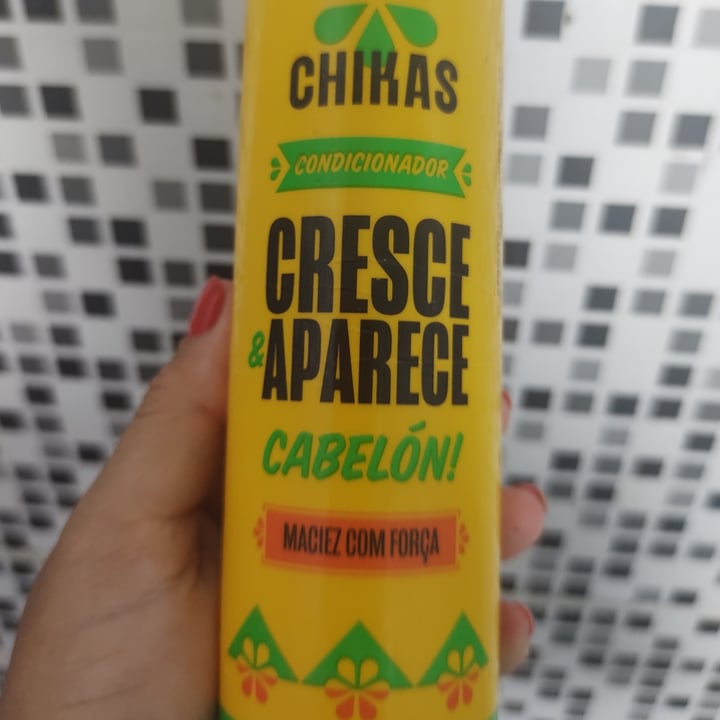 CHIKAS
CONDICIONADOR
CRESCE
& APARECE
CABELÓN!
MACIEZ COM FORÇA